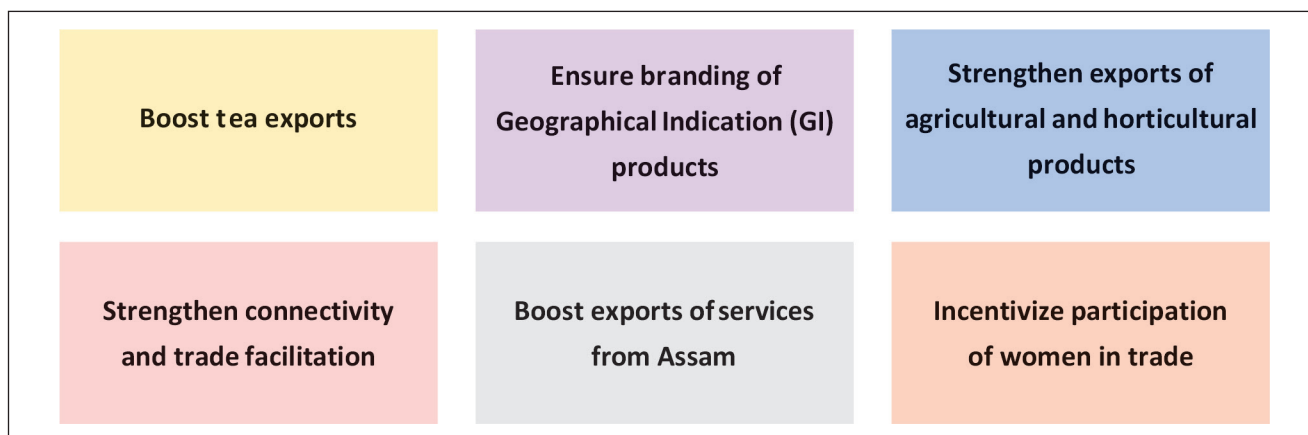 Boost tea exports
Ensure branding of
Geographical Indication (GI)
products
Strengthen exports of
agricultural and horticultural
products
Strengthen connectivity
and trade facilitation
Boost exports of services
from Assam
Incentivize participation
of women in trade